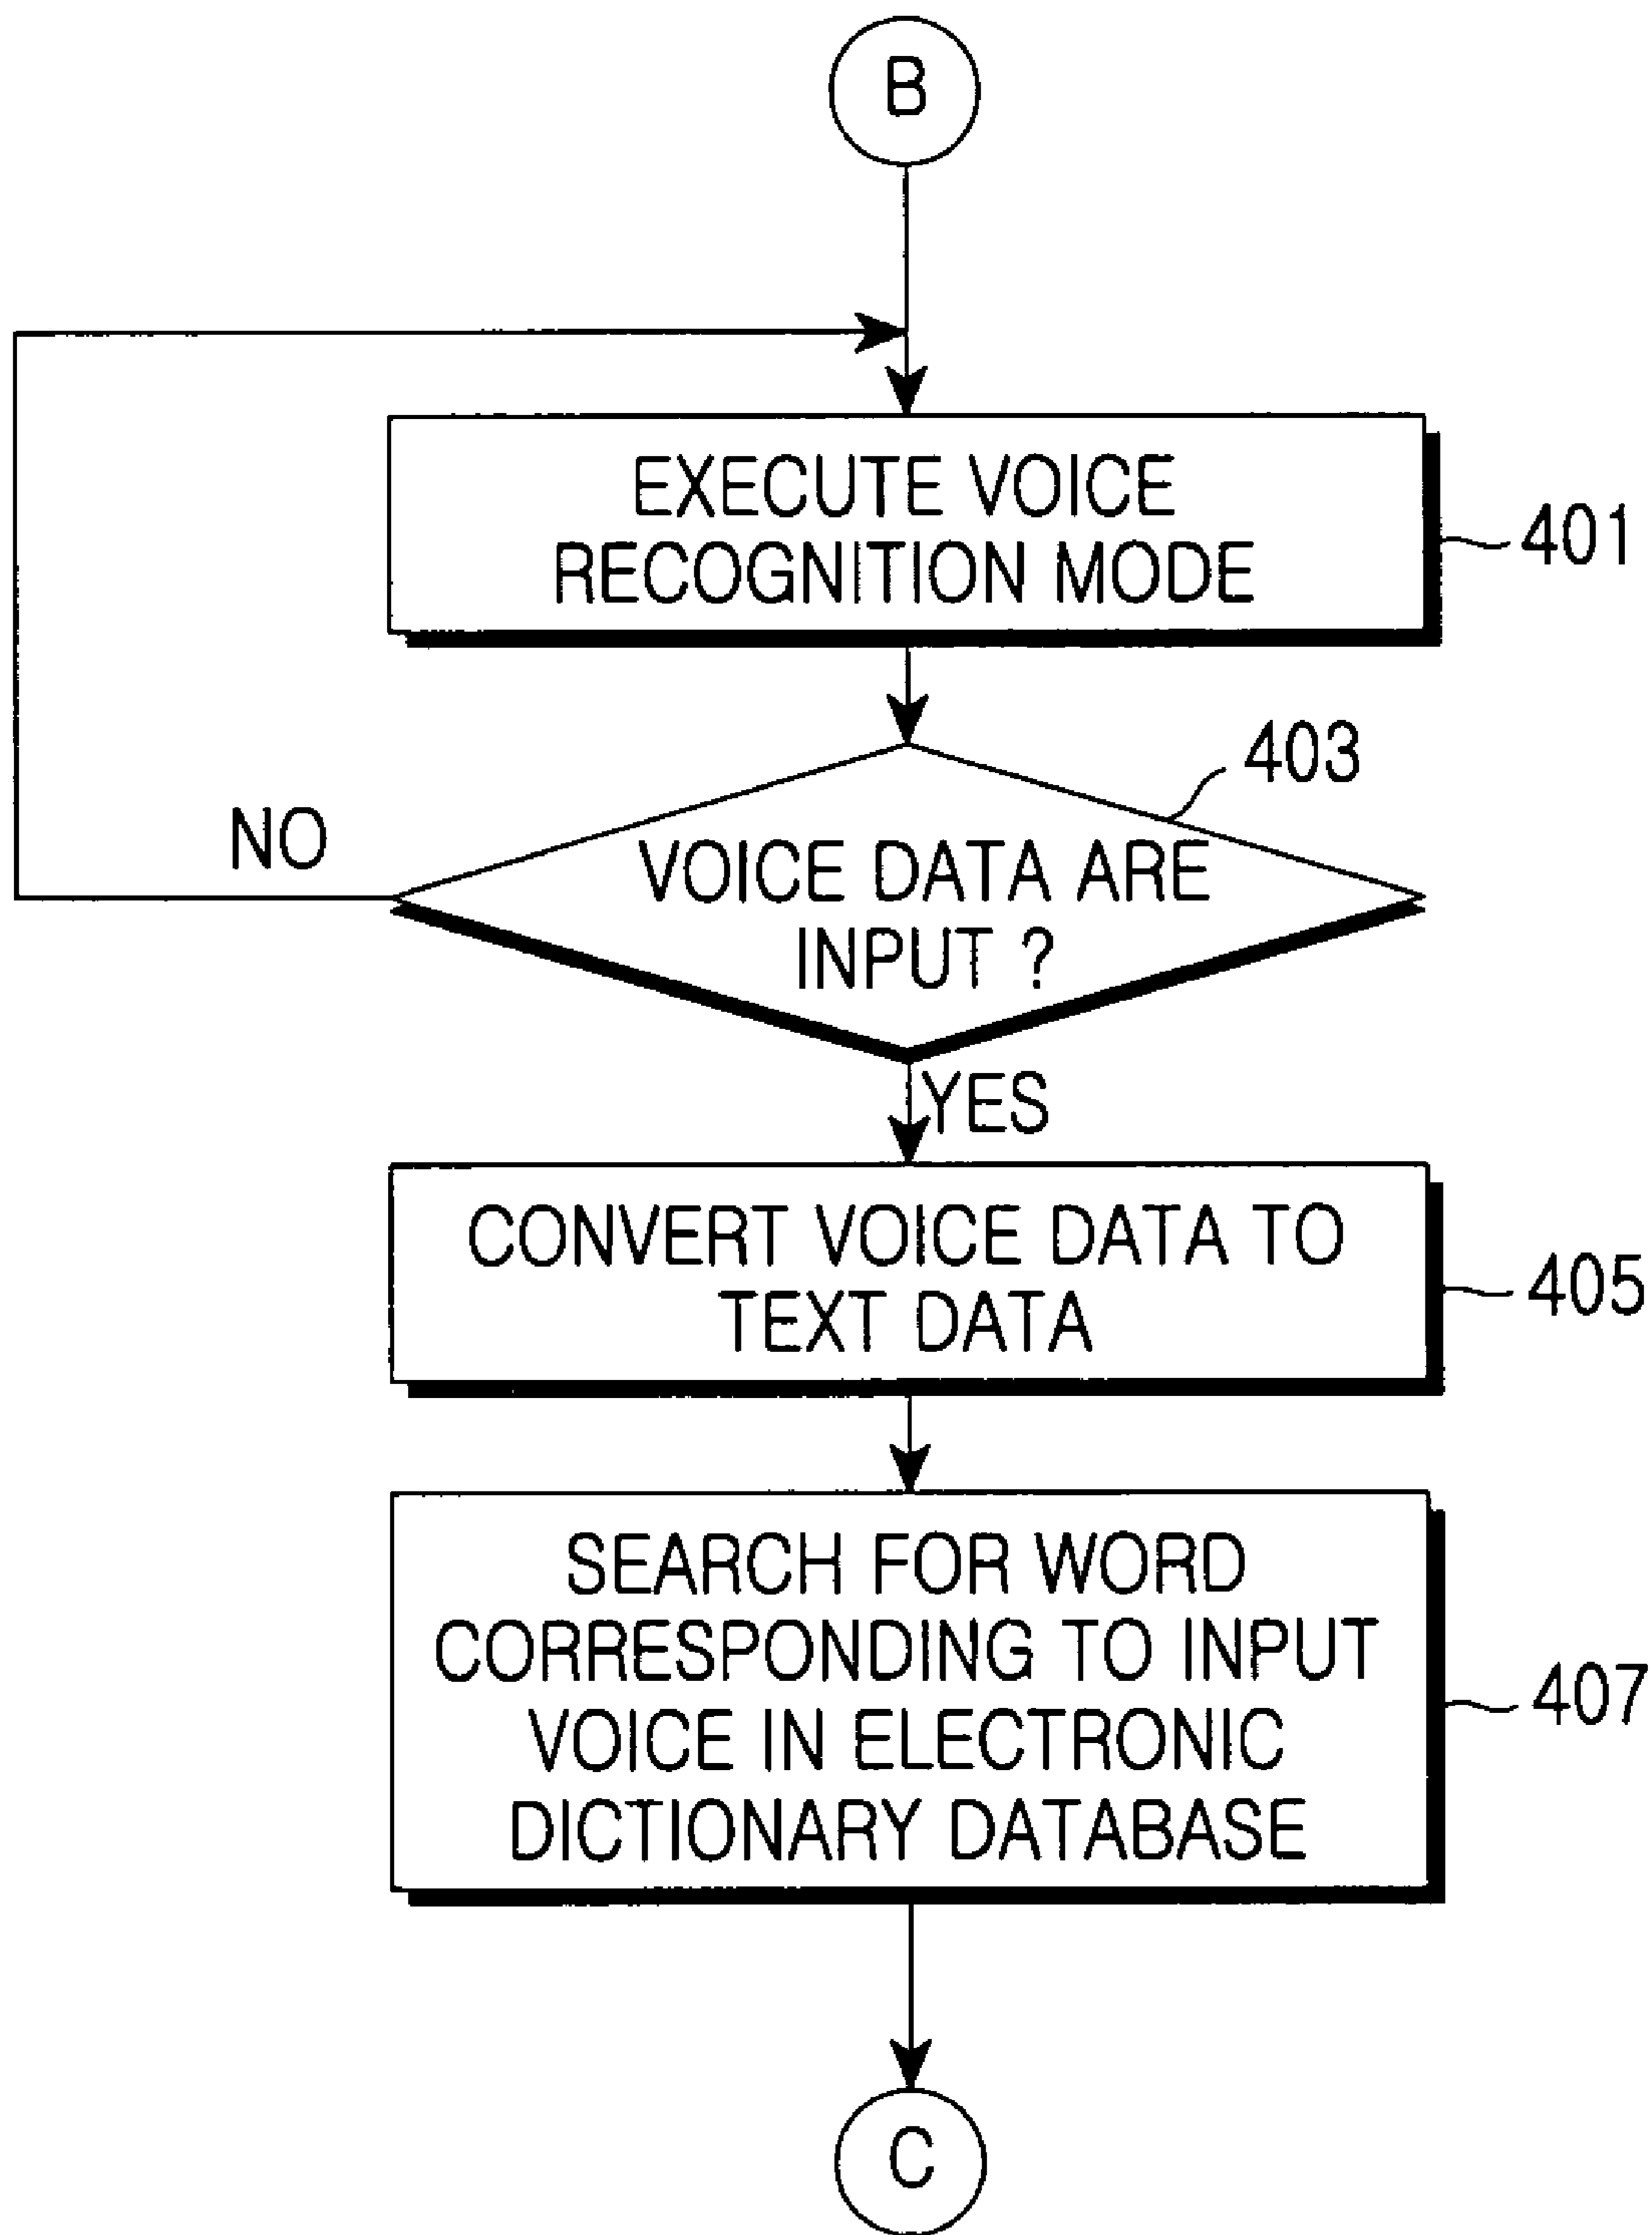 B
EXECUTE VOICE
RECOGNITION MODE
401
403
NO
VOICE DATA ARE
INPUT ?
YES
CONVERT VOICE DATA TO
TEXT DATA
405
SEARCH FOR WORD
CORRESPONDING TO INPUT
VOICE IN ELECTRONIC
DICTIONARY DATABASE
407
C